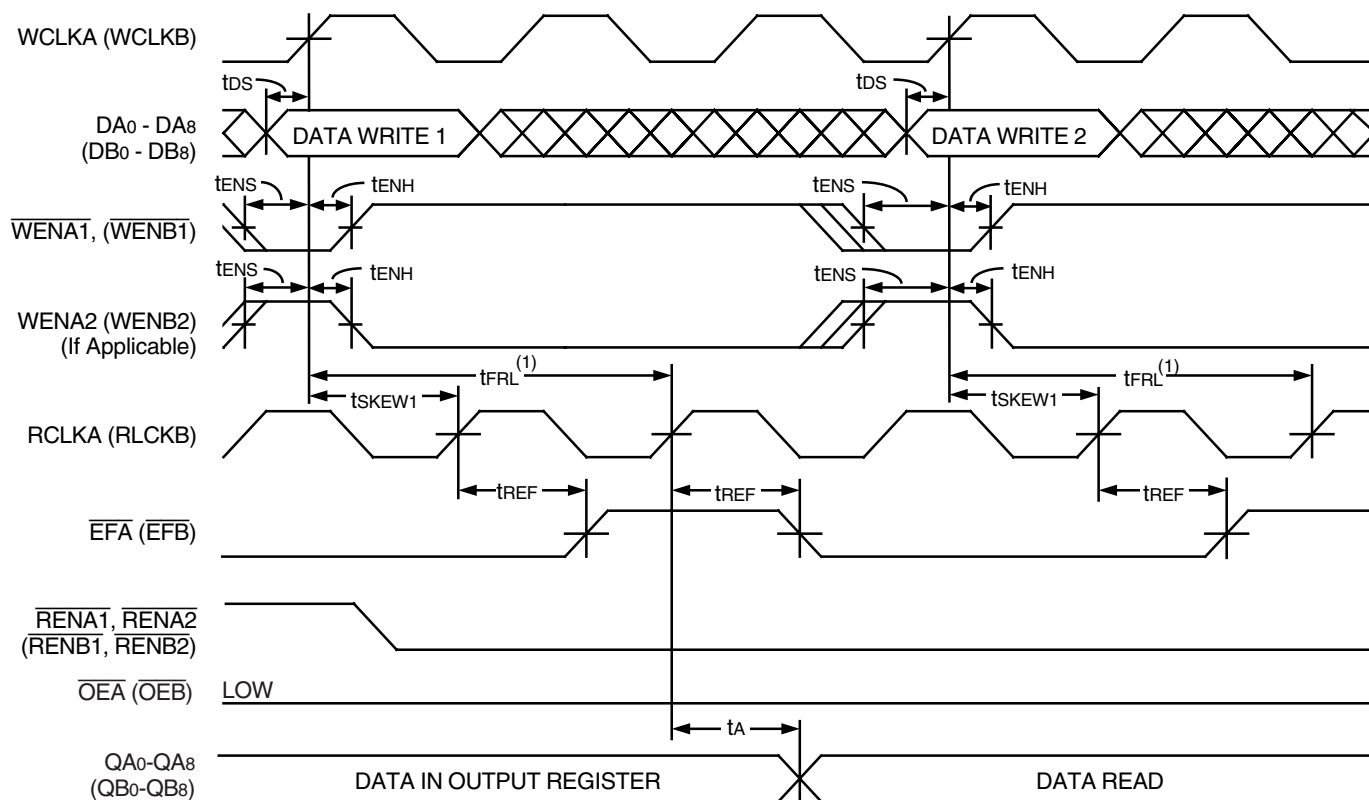 WCLKA (WCLKB)
tDS
tDS
DA0 - DA8
(DB0 - DB8)
DATA WRITE 1
DATA WRITE 2
tENS
tENH
tENS
tENH
WENA1, (WENB1)
tENS
tENH
tENS
tENH
WENA2 (WENB2)
(If Applicable)
tFRL(1)
tFRL(1)
tSKEW1
tSKEW1
RCLKA (RLCKB)
tREF
tREF
tREF
EFA (EFB)
RENA1, RENA2
(RENB1, RENB2)
OEA (OEB)
LOW
tA
QA0-QA8
(QB0-QB8)
DATA IN OUTPUT REGISTER
DATA READ